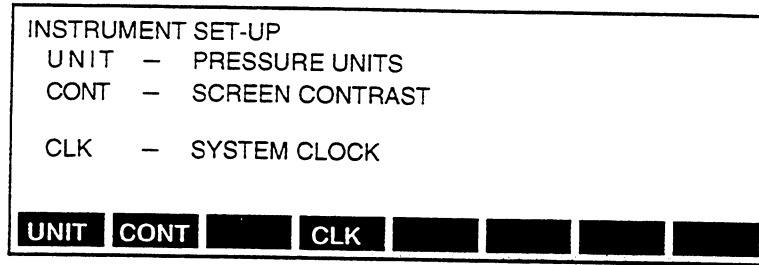 INSTRUMENT SET-UP
UNIT – PRESSURE UNITS
CONT – SCREEN CONTRAST
CLK – SYSTEM CLOCK
UNIT CONT CLK